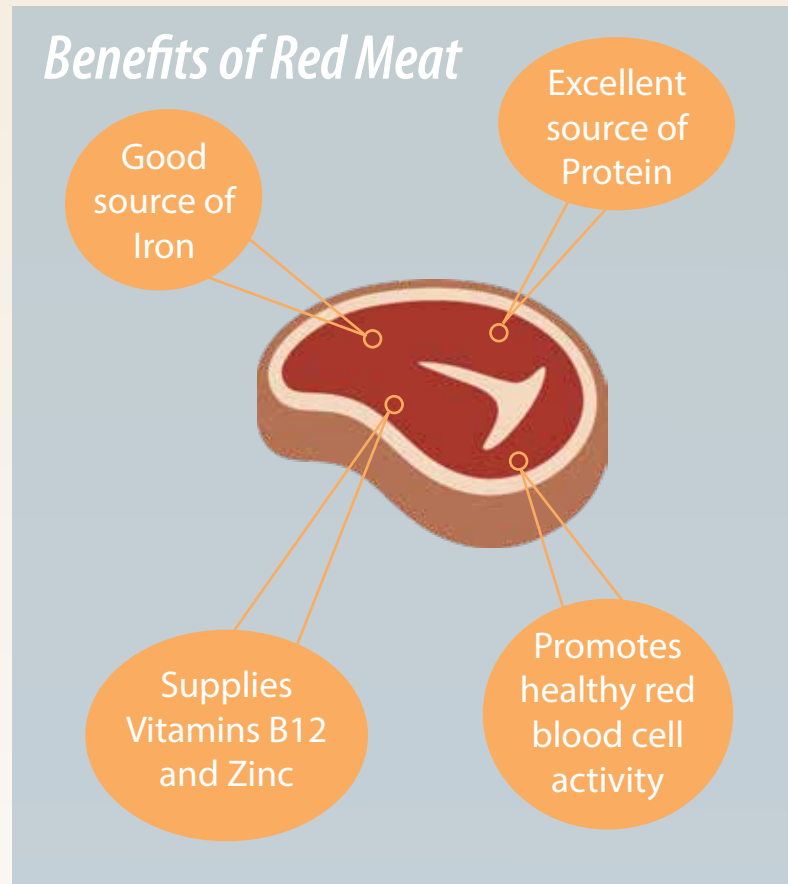 Benefits of Red Meat
Excellent
source of
Protein
Good
source of
Iron
Supplies
Vitamins B12
and Zinc
Promotes
healthy red
blood cell
activity